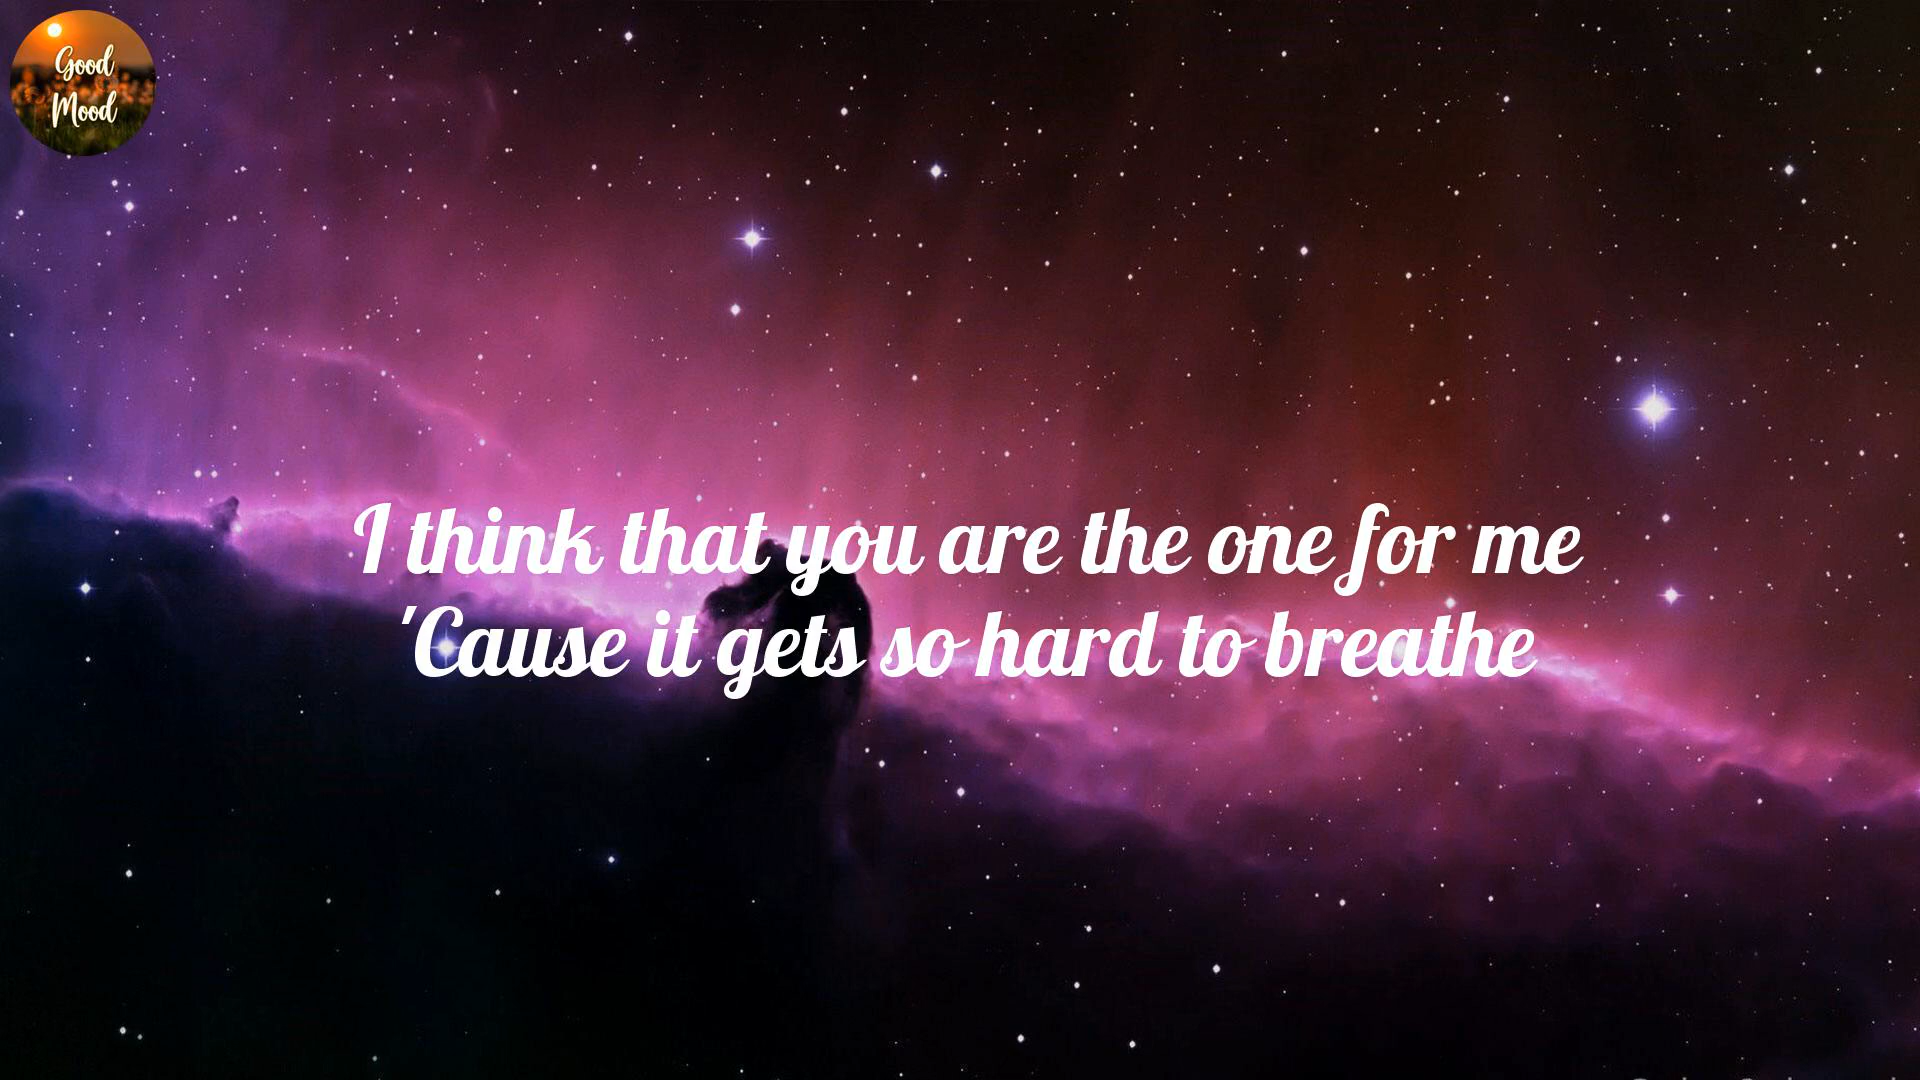 Good
Mood
I think that you are the one for me
'Cause it gets so hard to breathe